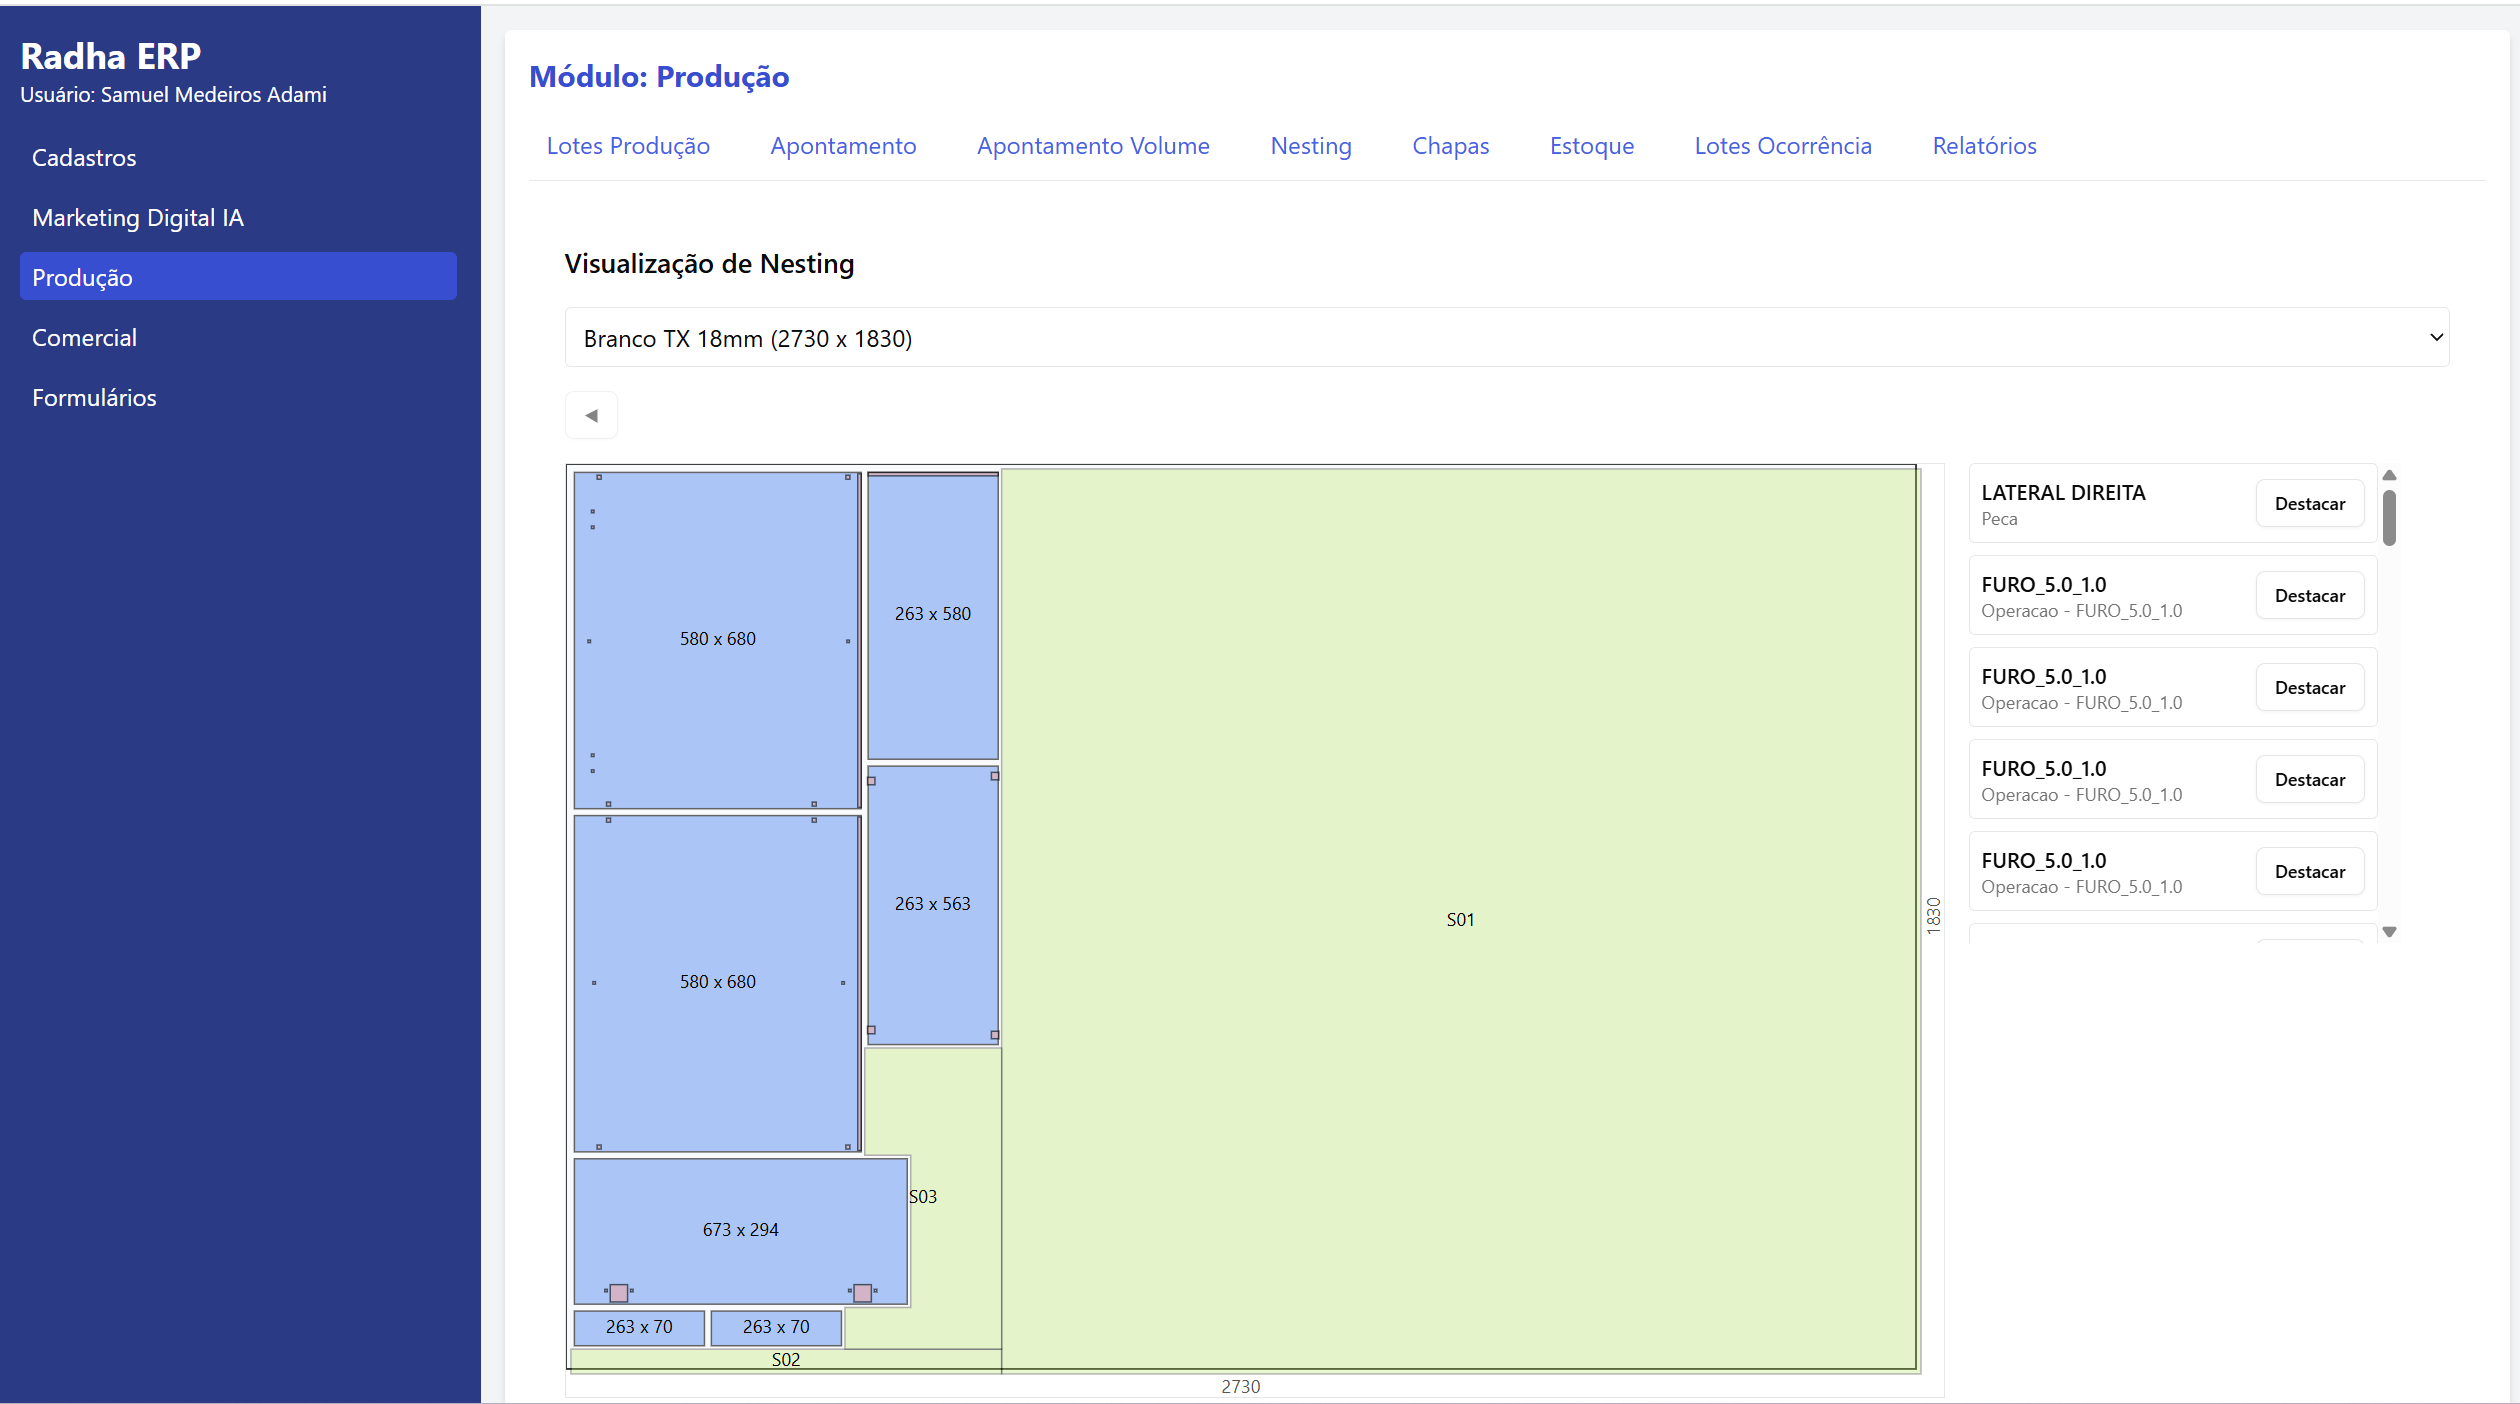 Radha ERP
Usuário: Samuel Medeiros Adami
Cadastros
Marketing Digital IA
Produção
Comercial
Formulários
Módulo: Produção
Lotes Produção
Apontamento
Apontamento Volume
Nesting
Chapas
Estoque
Lotes Ocorrência
Relatórios
Visualização de Nesting
Branco TX 18mm (2730 x 1830)
580 x 680
263 x 580
263 x 563
580 x 680
S01
S03
673 x 294
263 x 70
263 x 70
S02
2730
1830
LATERAL DIREITA
Peca
Destacar
FURO_5.0_1.0
Operacao - FURO_5.0_1.0
Destacar
FURO_5.0_1.0
Operacao - FURO_5.0_1.0
Destacar
FURO_5.0_1.0
Operacao - FURO_5.0_1.0
Destacar
FURO_5.0_1.0
Operacao - FURO_5.0_1.0
Destacar